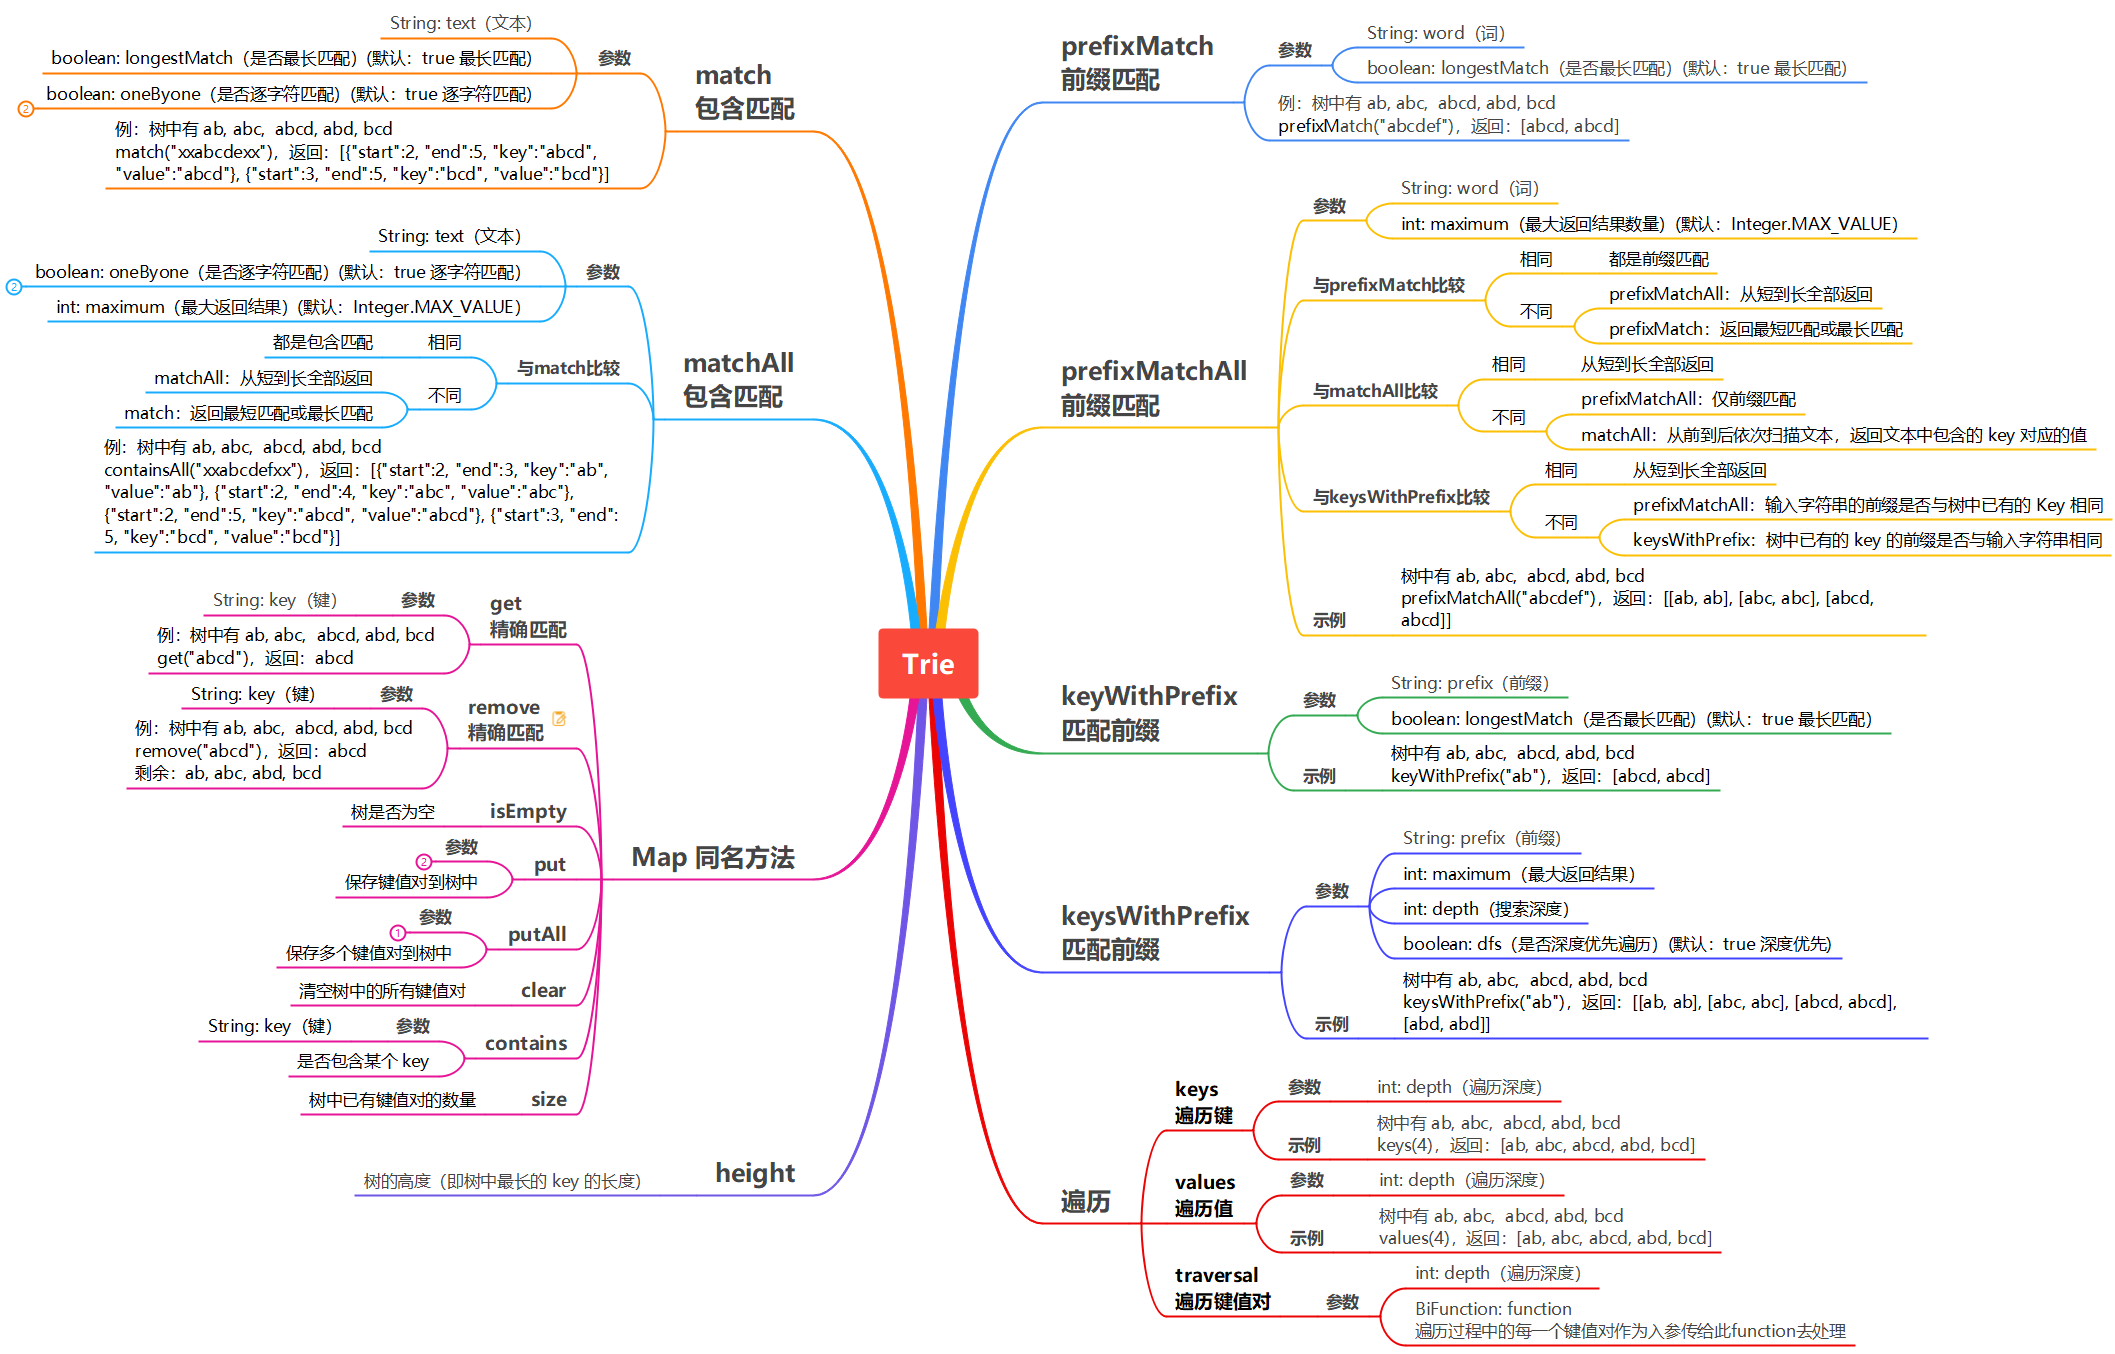 Trie
match
包含匹配
参数
String: text（文本）
boolean: longestMatch（是否最长匹配）(默认：true 最长匹配）
boolean: oneByone（是否逐字符匹配）(默认：true 逐字符匹配）
2
例：树中有 ab, abc,  abcd, abd, bcd
match("xxabcdexx")，返回：[{"start":2, "end":5, "key":"abcd",
"value":"abcd"}, {"start":3, "end":5, "key":"bcd", "value":"bcd"}]
matchAll
包含匹配
参数
String: text（文本）
boolean: oneByone（是否逐字符匹配）(默认：true 逐字符匹配）
2
int: maximum（最大返回结果）(默认：Integer.MAX_VALUE）
与match比较
相同
都是包含匹配
不同
matchAll：从短到长全部返回
match：返回最短匹配或最长匹配
例：树中有 ab, abc,  abcd, abd, bcd
containsAll("xxabcdefxx")，返回：[{"start":2, "end":3, "key":"ab",
"value":"ab"}, {"start":2, "end":4, "key":"abc", "value":"abc"},
{"start":2, "end":5, "key":"abcd", "value":"abcd"}, {"start":3, "end":
5, "key":"bcd", "value":"bcd"}]
Map 同名方法
get
精确匹配
参数
String: key（键）
例：树中有 ab, abc,  abcd, abd, bcd
get("abcd")，返回：abcd
remove
精确匹配
参数
String: key（键）
例：树中有 ab, abc,  abcd, abd, bcd
remove("abcd")，返回：abcd
剩余：ab, abc, abd, bcd
isEmpty
树是否为空
put
参数
2
保存键值对到树中
putAll
参数
1
保存多个键值对到树中
clear
清空树中的所有键值对
contains
参数
String: key（键）
是否包含某个 key
size
树中已有键值对的数量
height
树的高度（即树中最长的 key 的长度）
prefixMatch
前缀匹配
参数
String: word（词）
boolean: longestMatch（是否最长匹配）(默认：true 最长匹配）
例：树中有 ab, abc,  abcd, abd, bcd
prefixMatch("abcdef")，返回：[abcd, abcd]
prefixMatchAll
前缀匹配
参数
String: word（词）
int: maximum（最大返回结果数量）(默认：Integer.MAX_VALUE）
与prefixMatch比较
相同
都是前缀匹配
不同
prefixMatchAll：从短到长全部返回
prefixMatch：返回最短匹配或最长匹配
与matchAll比较
相同
从短到长全部返回
不同
prefixMatchAll：仅前缀匹配
matchAll：从前到后依次扫描文本，返回文本中包含的 key 对应的值
与keysWithPrefix比较
相同
从短到长全部返回
不同
prefixMatchAll：输入字符串的前缀是否与树中已有的 Key 相同
keysWithPrefix：树中已有的 key 的前缀是否与输入字符串相同
示例
树中有 ab, abc,  abcd, abd, bcd
prefixMatchAll("abcdef")，返回：[[ab, ab], [abc, abc], [abcd,
abcd]]
keyWithPrefix
匹配前缀
参数
String: prefix（前缀）
boolean: longestMatch（是否最长匹配）(默认：true 最长匹配）
示例
树中有 ab, abc,  abcd, abd, bcd
keyWithPrefix("ab")，返回：[abcd, abcd]
keysWithPrefix
匹配前缀
参数
String: prefix（前缀）
int: maximum（最大返回结果）
int: depth（搜索深度）
boolean: dfs（是否深度优先遍历）(默认：true 深度优先)
示例
树中有 ab, abc,  abcd, abd, bcd
keysWithPrefix("ab")，返回：[[ab, ab], [abc, abc], [abcd, abcd],
[abd, abd]]
遍历
keys
遍历键
参数
int: depth（遍历深度）
示例
树中有 ab, abc,  abcd, abd, bcd
keys(4)，返回：[ab, abc, abcd, abd, bcd]
values
遍历值
参数
int: depth（遍历深度）
示例
树中有 ab, abc,  abcd, abd, bcd
values(4)，返回：[ab, abc, abcd, abd, bcd]
traversal
遍历键值对
参数
int: depth（遍历深度）
BiFunction: function
遍历过程中的每一个键值对作为入参传给此function去处理